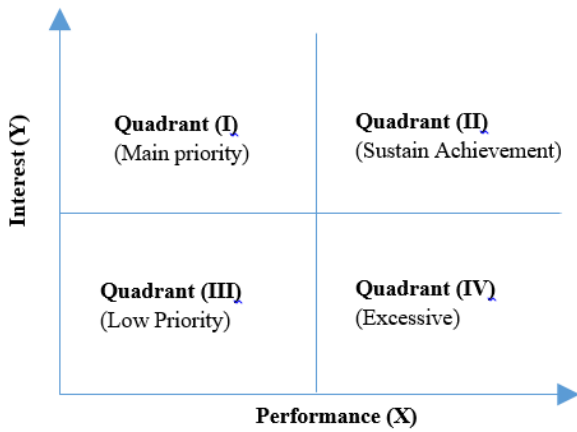 Interest (Y)
Quadrant (I)
(Main priority)
Quadrant (II)
(Sustain Achievement)
Quadrant (III)
(Low Priority)
Quadrant (IV)
(Excessive)
Performance (X)